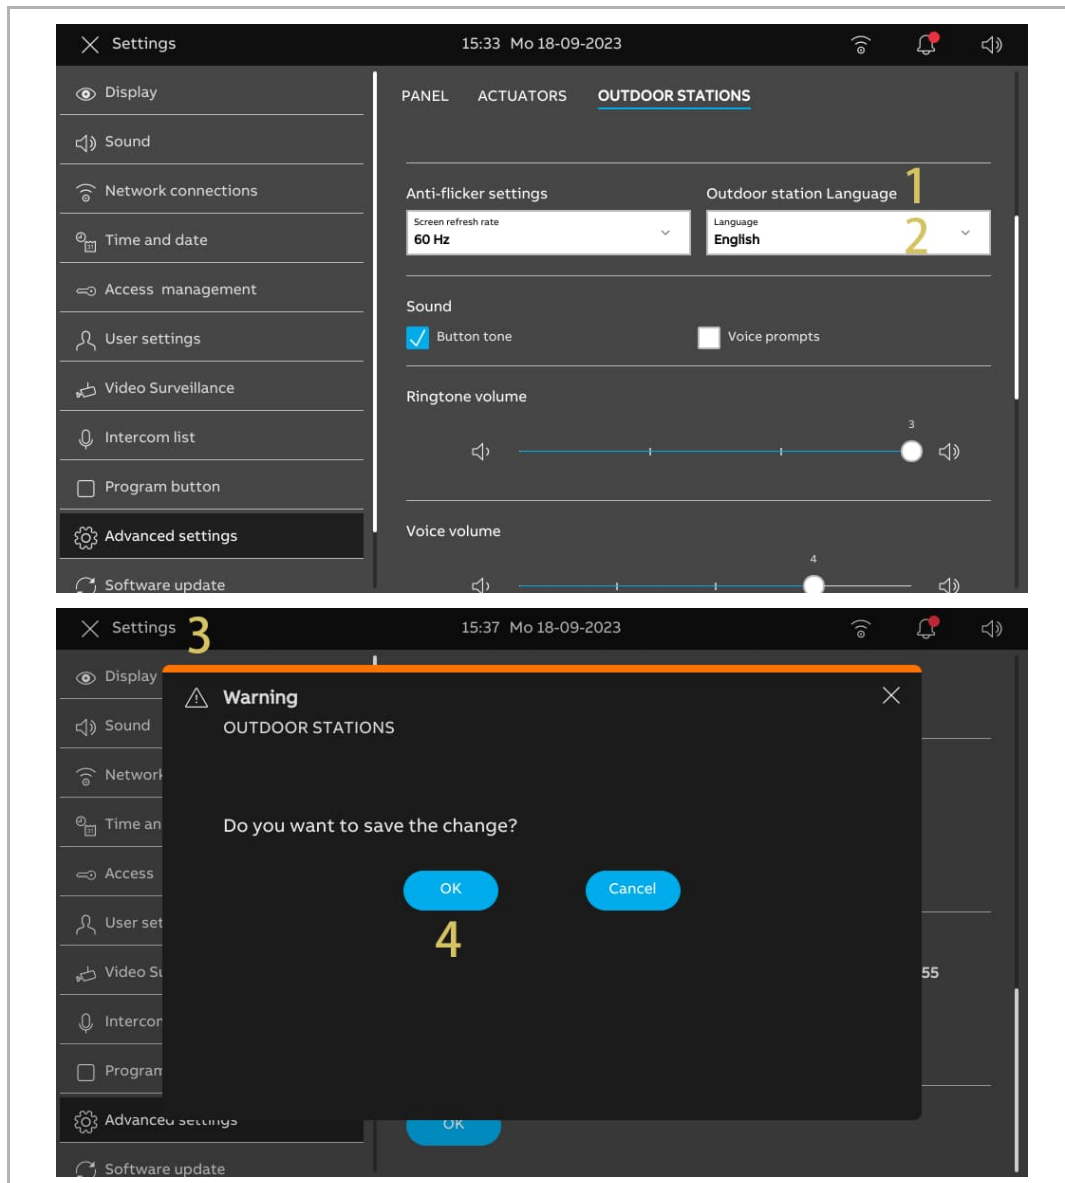 Settings
15:33 Mo 18-09-2023
Display
Sound
Network connections
Time and date
Access management
User settings
Video Surveillance
Intercom list
Program button
Advanced settings
Software update
PANEL ACTUATORS OUTDOOR STATIONS
Anti-flicker settings
Outdoor station Language 1
Screen refresh rate
60 Hz
Language
English 2
Sound
Button tone
Voice prompts
Ringtone volume
3
Voice volume
4
Settings 3
15:37 Mo 18-09-2023
Display
Sound
Network
Time an
Access
User set
Video Su
Intercor
Program
Advanced settings
Software update
Warning
OUTDOOR STATIONS
Do you want to save the change?
OK
Cancel
4
55
OK